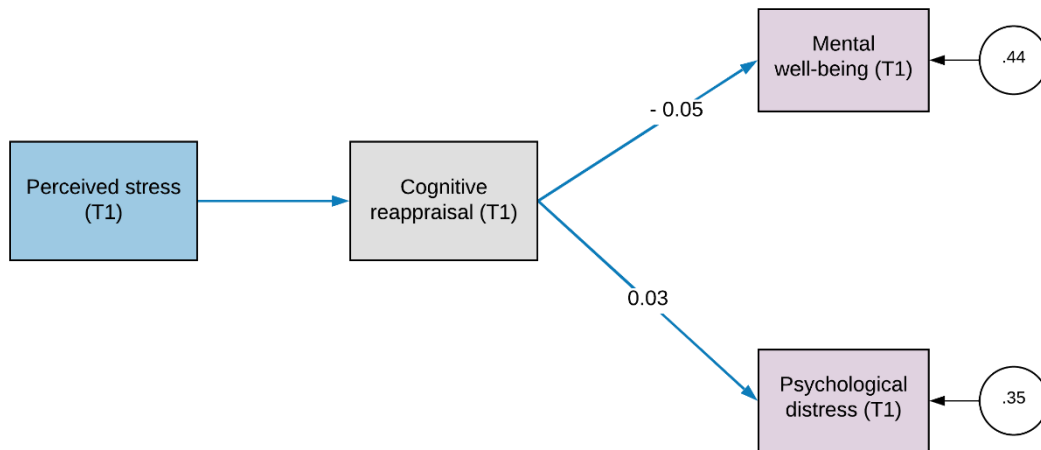 Mental
well-being (T1)
.44
- 0.05
Perceived stress
(T1)
Cognitive
reappraisal (T1)
0.03
Psychological
distress (T1)
.35